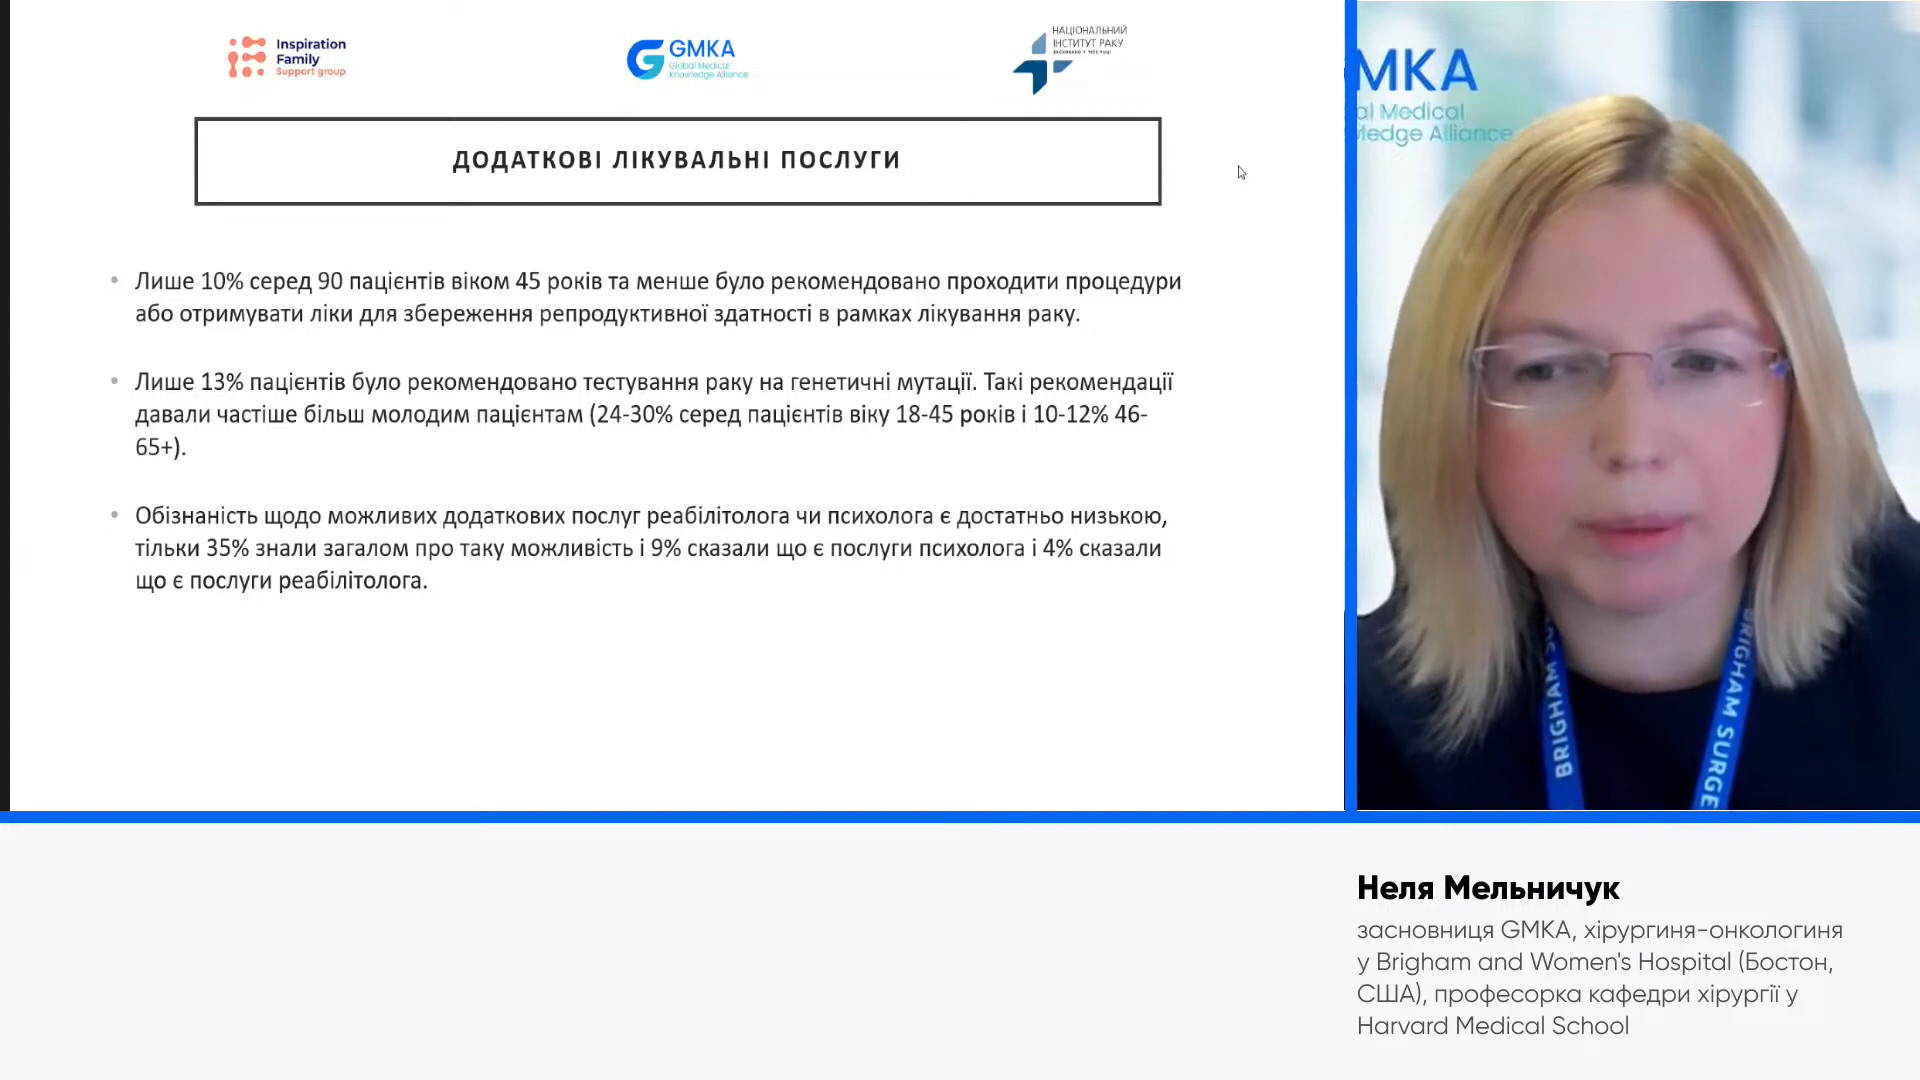 Inspiration
Family
Support group
GMKA
Global Medical
Knowledge Alliance
НАЦІОНАЛЬНИЙ
ІНСТИТУТ РАКУ
ДОДАТКОВІ ЛІКУВАЛЬНІ ПОСЛУГИ
• Лише 10% серед 90 пацієнтів віком 45 років та менше було рекомендовано проходити процедури
або отримувати ліки для збереження репродуктивної здатності в рамках лікування раку.
• Лише 13% пацієнтів було рекомендовано тестування раку на генетичні мутації. Такі рекомендації
давали частіше більш молодим пацієнтам (24-30% серед пацієнтів віку 18-45 років і 10-12% 46-
65+).
• Обізнаність щодо можливих додаткових послуг реабілітолога чи психолога є достатньо низькою,
тільки 35% знали загалом про таку можливість і 9% сказали що є послуги психолога і 4% сказали
що є послуги реабілітолога.
MKA
al Medical
ledge Alliance
BRIGHAM SU
BRIGHAM SURGE
Неля Мельничук
засновниця GMKA, хірургиня-онкологиня
у Brigham and Women's Hospital (Бостон,
США), професорка кафедри хірургії у
Harvard Medical School